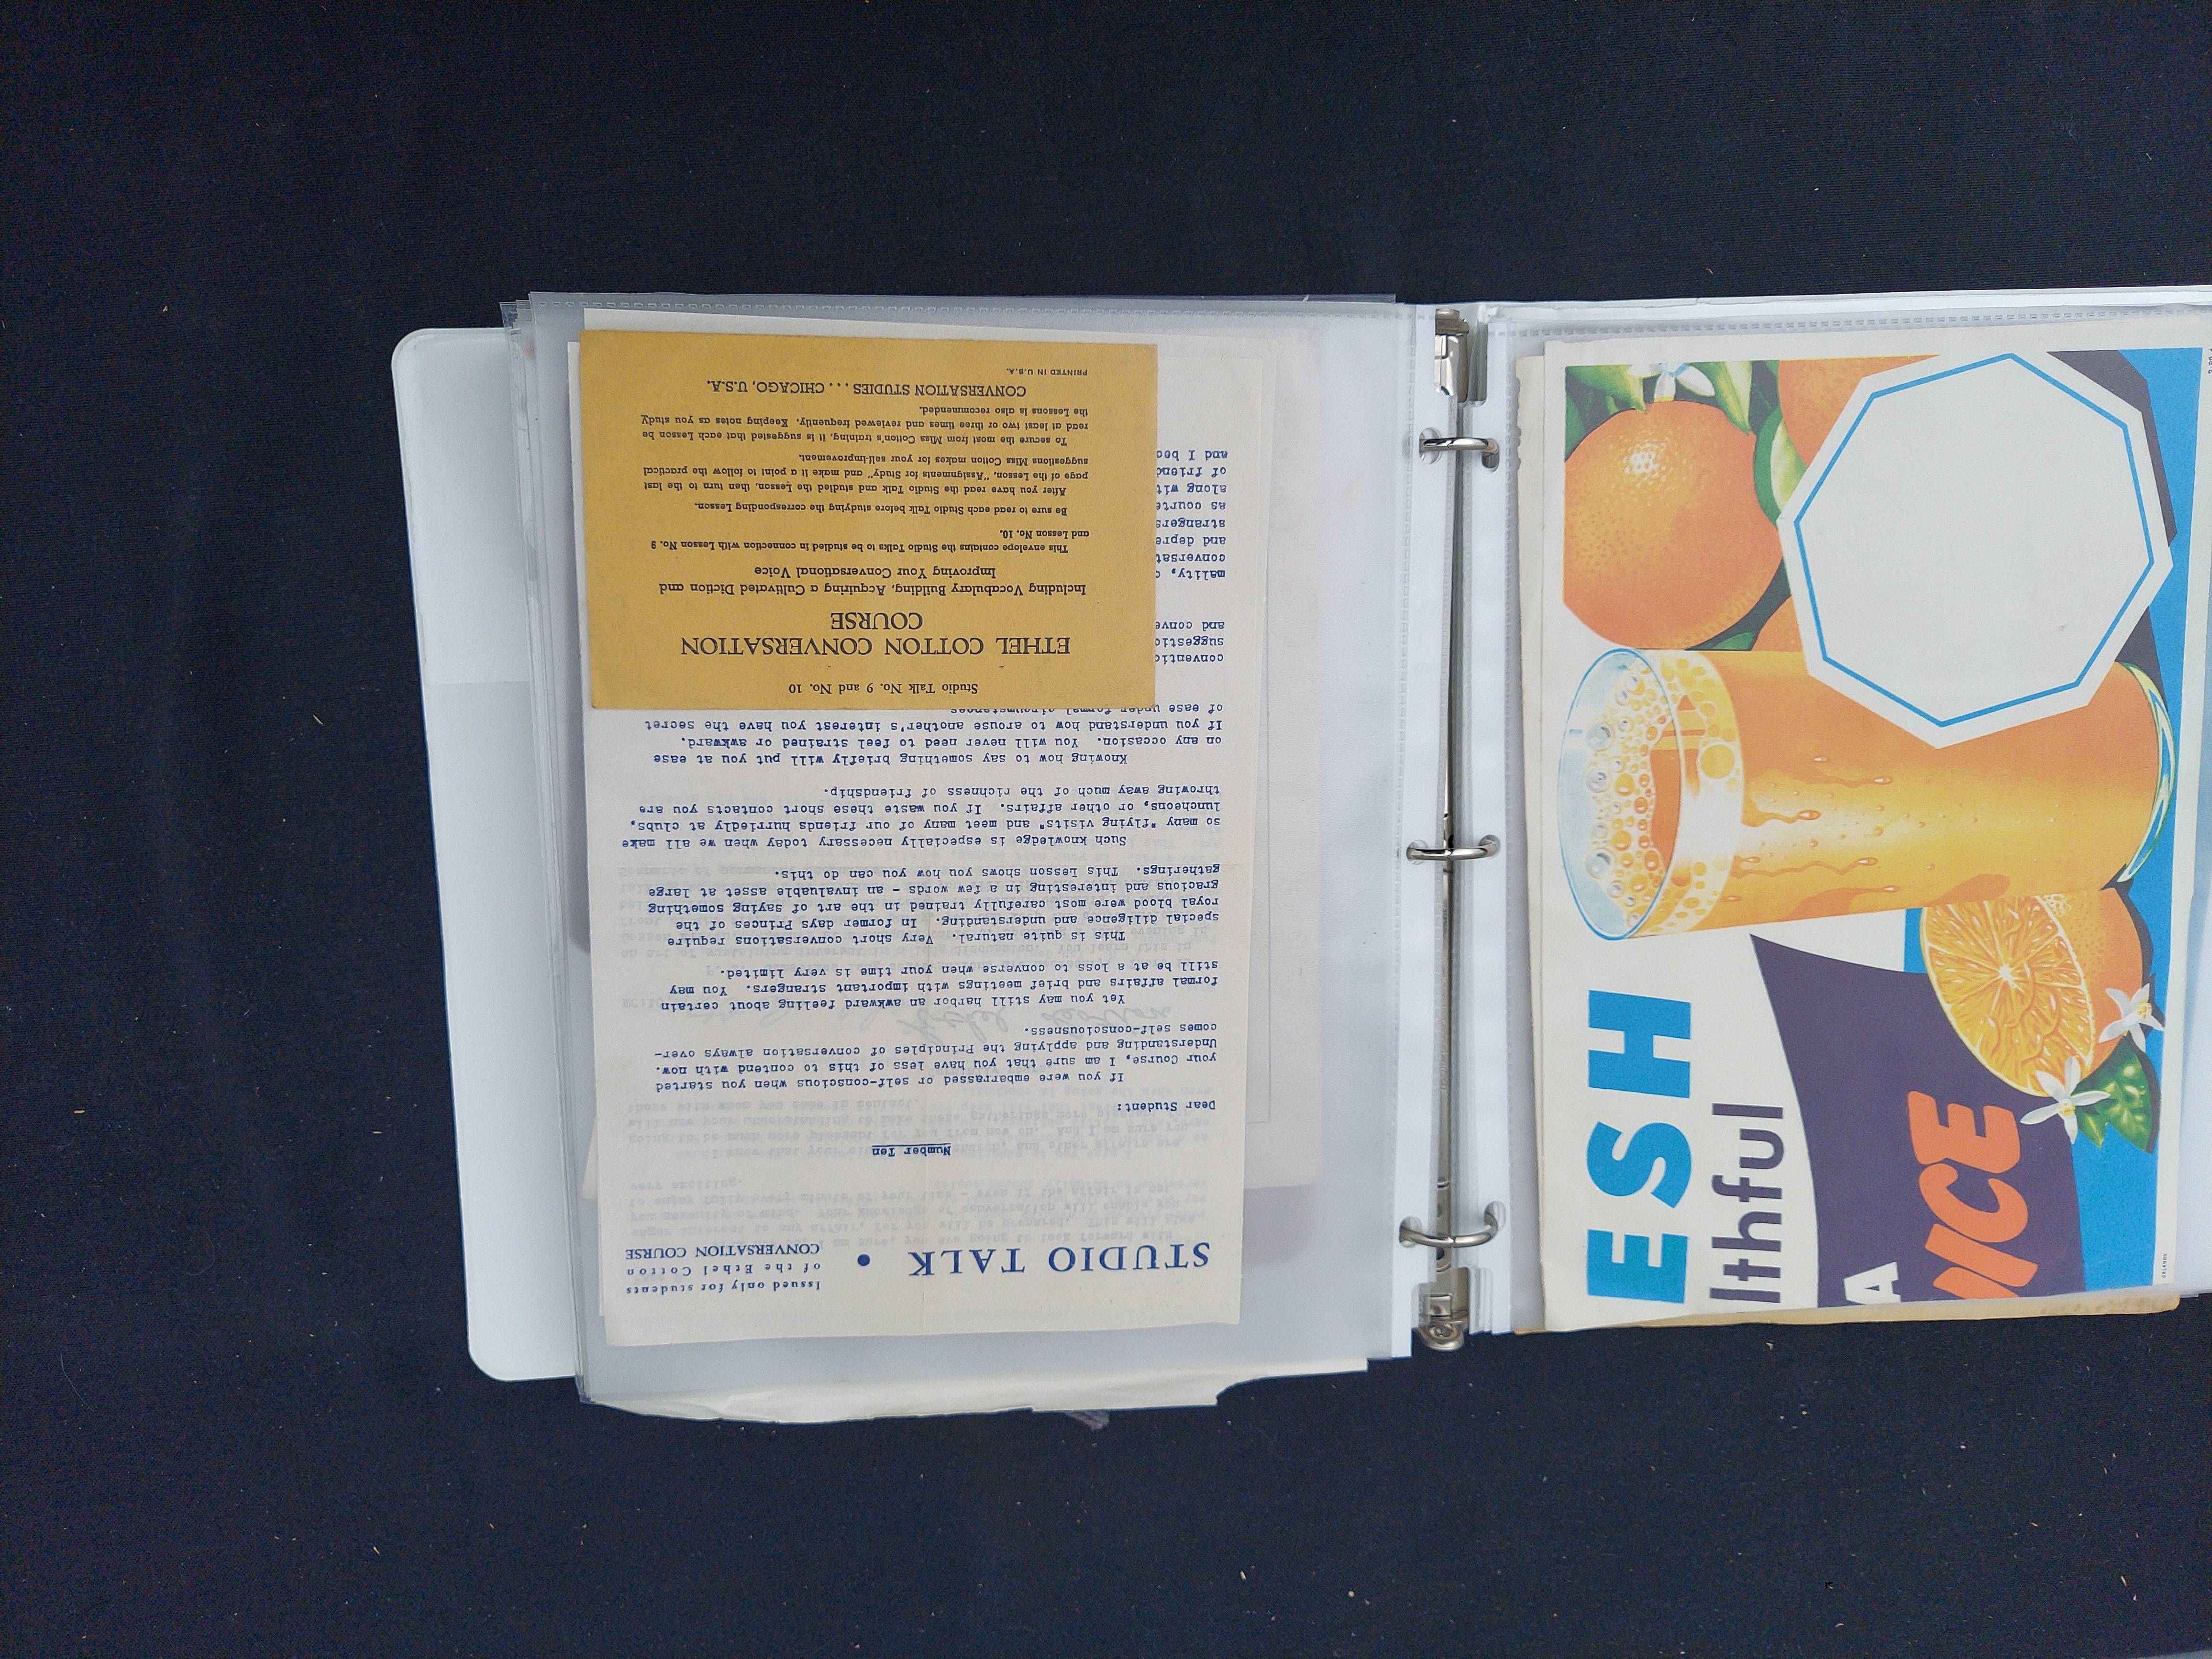 STUDIO TALK •
Issued only for students
of the Ethel Cotton
CONVERSATION COURSE
Number Ten
Dear Student:
If you were embarrassed or self-conscious when you started
your Course, I am sure that you have less of this to contend with now.
Understanding and applying the Principles of conversation always over-
comes self-consciousness.
Yet you may still harbor an awkward feeling about certain
formal affairs and brief meetings with important strangers. You may
still be at a loss to converse when your time is very limited.
This is quite natural. Very short conversations require
special diligence and understanding. In former days Princes of the
royal blood were most carefully trained in the art of saying something
gracious and interesting in a few words - an invaluable asset at large
gatherings. This Lesson shows you how you can do this.
Such knowledge is especially necessary today when we all make
so many "flying visits" and meet many of our friends hurriedly at clubs,
luncheons, or other affairs. If you waste these short contacts you are
throwing away much of the richness of friendship.
Knowing how to say something briefly will put you at ease
on any occasion. You will never need to feel strained or awkward.
If you understand how to arouse another's interest you have the secret
of ease under formal circumstances
conventio
suggestio
and conve
mality, c
conversat
and depre
strangers
as courte
along wit
of friend
and I bec
Studio Talk No. 9 and No. 10
ETHEL COTTON CONVERSATION
COURSE
Including Vocabulary Building, Acquiring a Cultivated Diction and
Improving Your Conversational Voice
This envelope contains the Studio Talks to be studied in connection with Lesson No. 9
and Lesson No. 10.
Be sure to read each Studio Talk before studying the corresponding Lesson.
After you have read the Studio Talk and studied the Lesson, then turn to the last
page of the Lesson, "Assignments for Study" and make it a point to follow the practical
suggestions Miss Cotton makes for your self-improvement.
To secure the most from Miss Cotton's training, it is suggested that each Lesson be
read at least two or three times and reviewed frequently. Keeping notes as you study
the Lessons is also recommended.
CONVERSATION STUDIES . . . . CHICAGO, U.S.A.
PRINTED IN U.S.A.
ESH
lthful
A
UICE